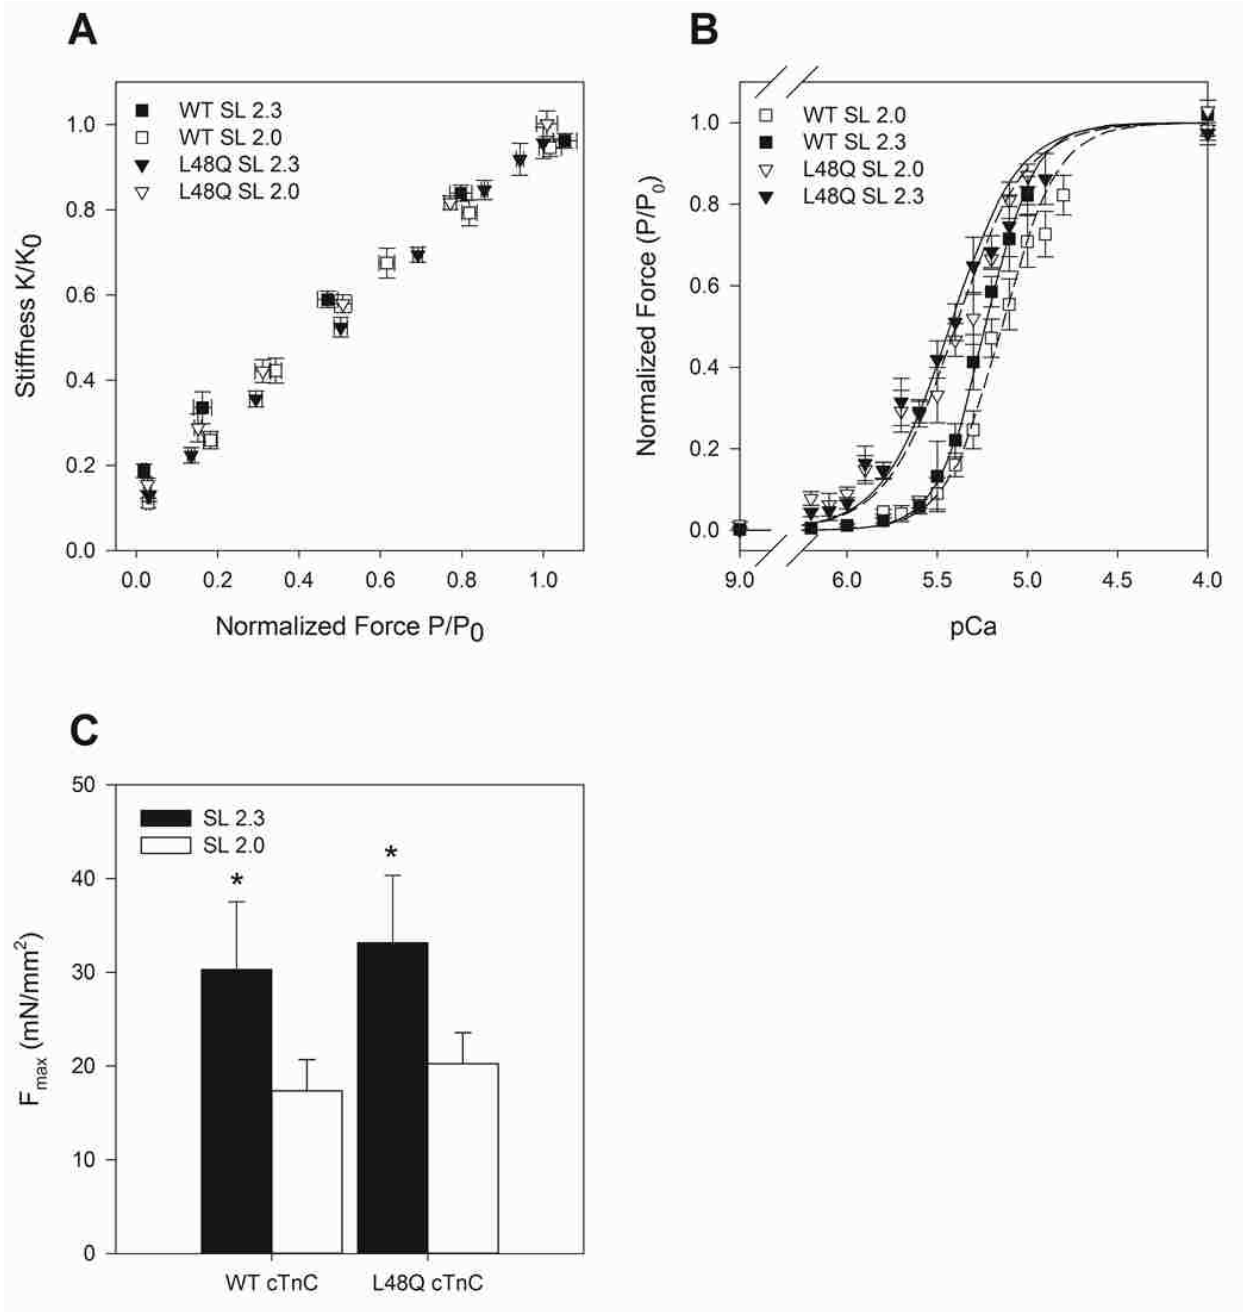 A
WT SL 2.3
WT SL 2.0
L48Q SL 2.3
L48Q SL 2.0
Stiffness K/K0
1.0
0.8
0.6
0.4
0.2
0.0
0.0 0.2 0.4 0.6 0.8 1.0
Normalized Force P/P0
B
WT SL 2.0
WT SL 2.3
L48Q SL 2.0
L48Q SL 2.3
Normalized Force (P/P0)
1.0
0.8
0.6
0.4
0.2
0.0
9.0 6.0 5.5 5.0 4.5 4.0
pCa
C
SL 2.3
SL 2.0
Fmax (mN/mm2)
50
40
30
20
10
0
* *
WT cTnC L48Q cTnC